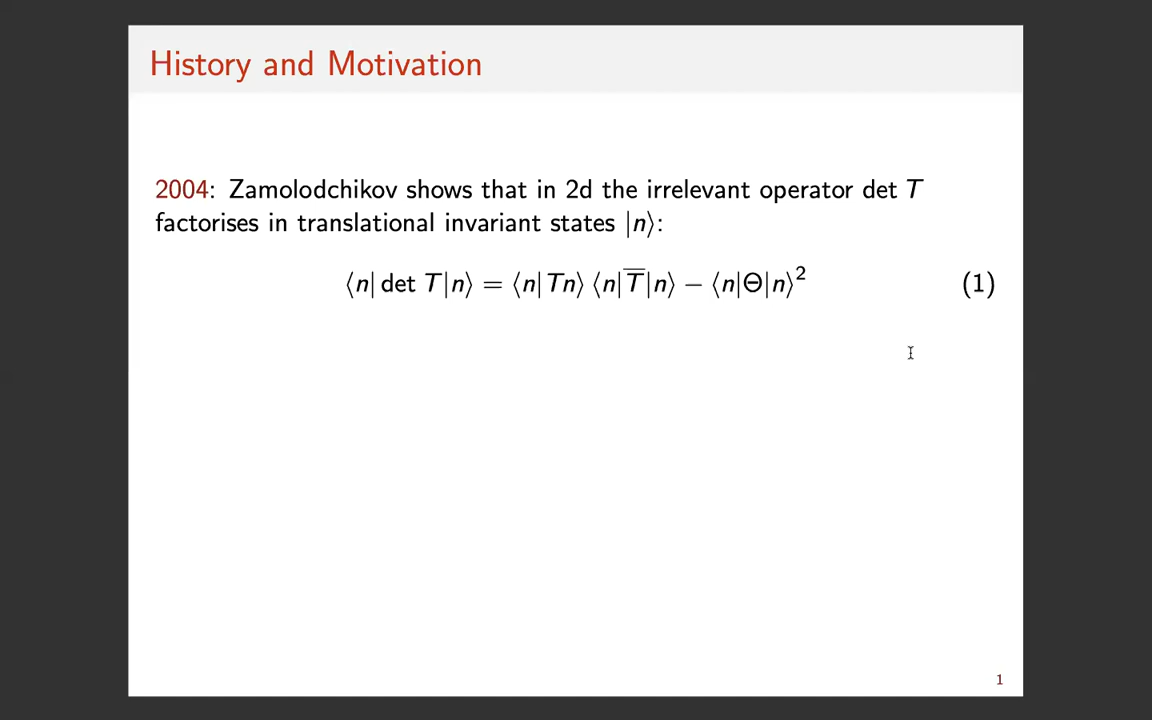 History and Motivation
2004: Zamolodchikov shows that in 2d the irrelevant operator det T
factorises in translational invariant states |n⟩:
⟨n| det T|n⟩ = ⟨n|Tn⟩ ⟨n|T̅|n⟩ − ⟨n|Θ|n⟩² (1)
1